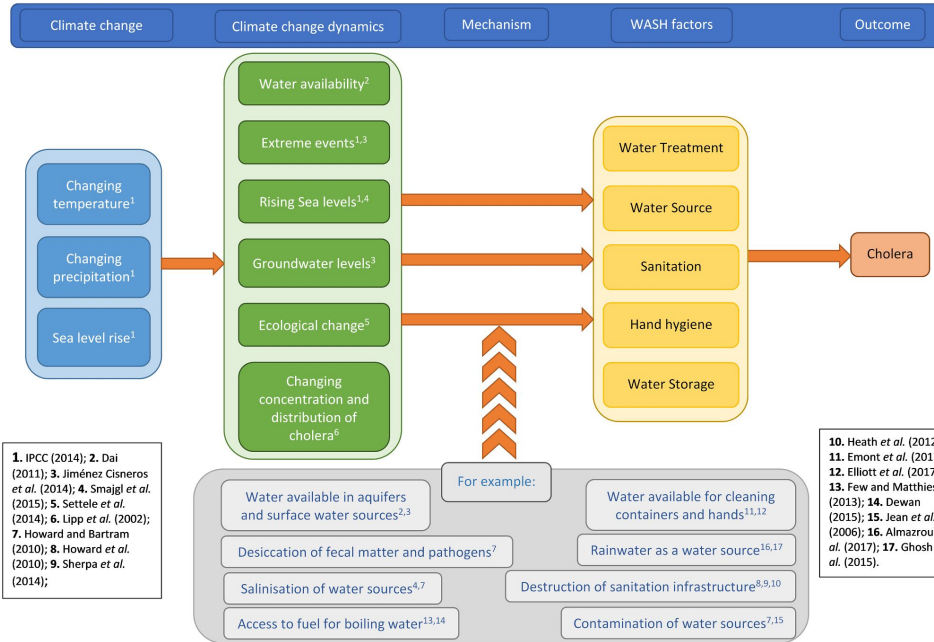 Climate change
Climate change dynamics
Mechanism
WASH factors
Outcome
Changing
temperature¹
Changing
precipitation¹
Sea level rise¹
Water availability²
Extreme events¹,³
Rising Sea levels¹,⁴
Groundwater levels³
Ecological change⁵
Changing
concentration and
distribution of
cholera⁶
Water Treatment
Water Source
Sanitation
Hand hygiene
Water Storage
Cholera
For example:
Water available in aquifers
and surface water sources²,³
Desiccation of fecal matter and pathogens⁷
Salinisation of water sources⁴,⁷
Access to fuel for boiling water¹³,¹⁴
Water available for cleaning
containers and hands¹¹,¹²
Rainwater as a water source¹⁶,¹⁷
Destruction of sanitation infrastructure⁸,⁹,¹⁰
Contamination of water sources⁷,¹⁵
1. IPCC (2014); 2. Dai
(2011); 3. Jiménez Cisneros
et al. (2014); 4. Smajgl et al.
(2015); 5. Settele et al.
(2014); 6. Lipp et al. (2002);
7. Howard and Bartram
(2010); 8. Howard et al.
(2010); 9. Sherpa et al.
(2014);
10. Heath et al. (2012
11. Emont et al. (201
12. Elliott et al. (2017
13. Few and Matthies
(2013); 14. Dewan
(2015); 15. Jean et al.
(2006); 16. Almazrou
al. (2017); 17. Ghosh
al. (2015).